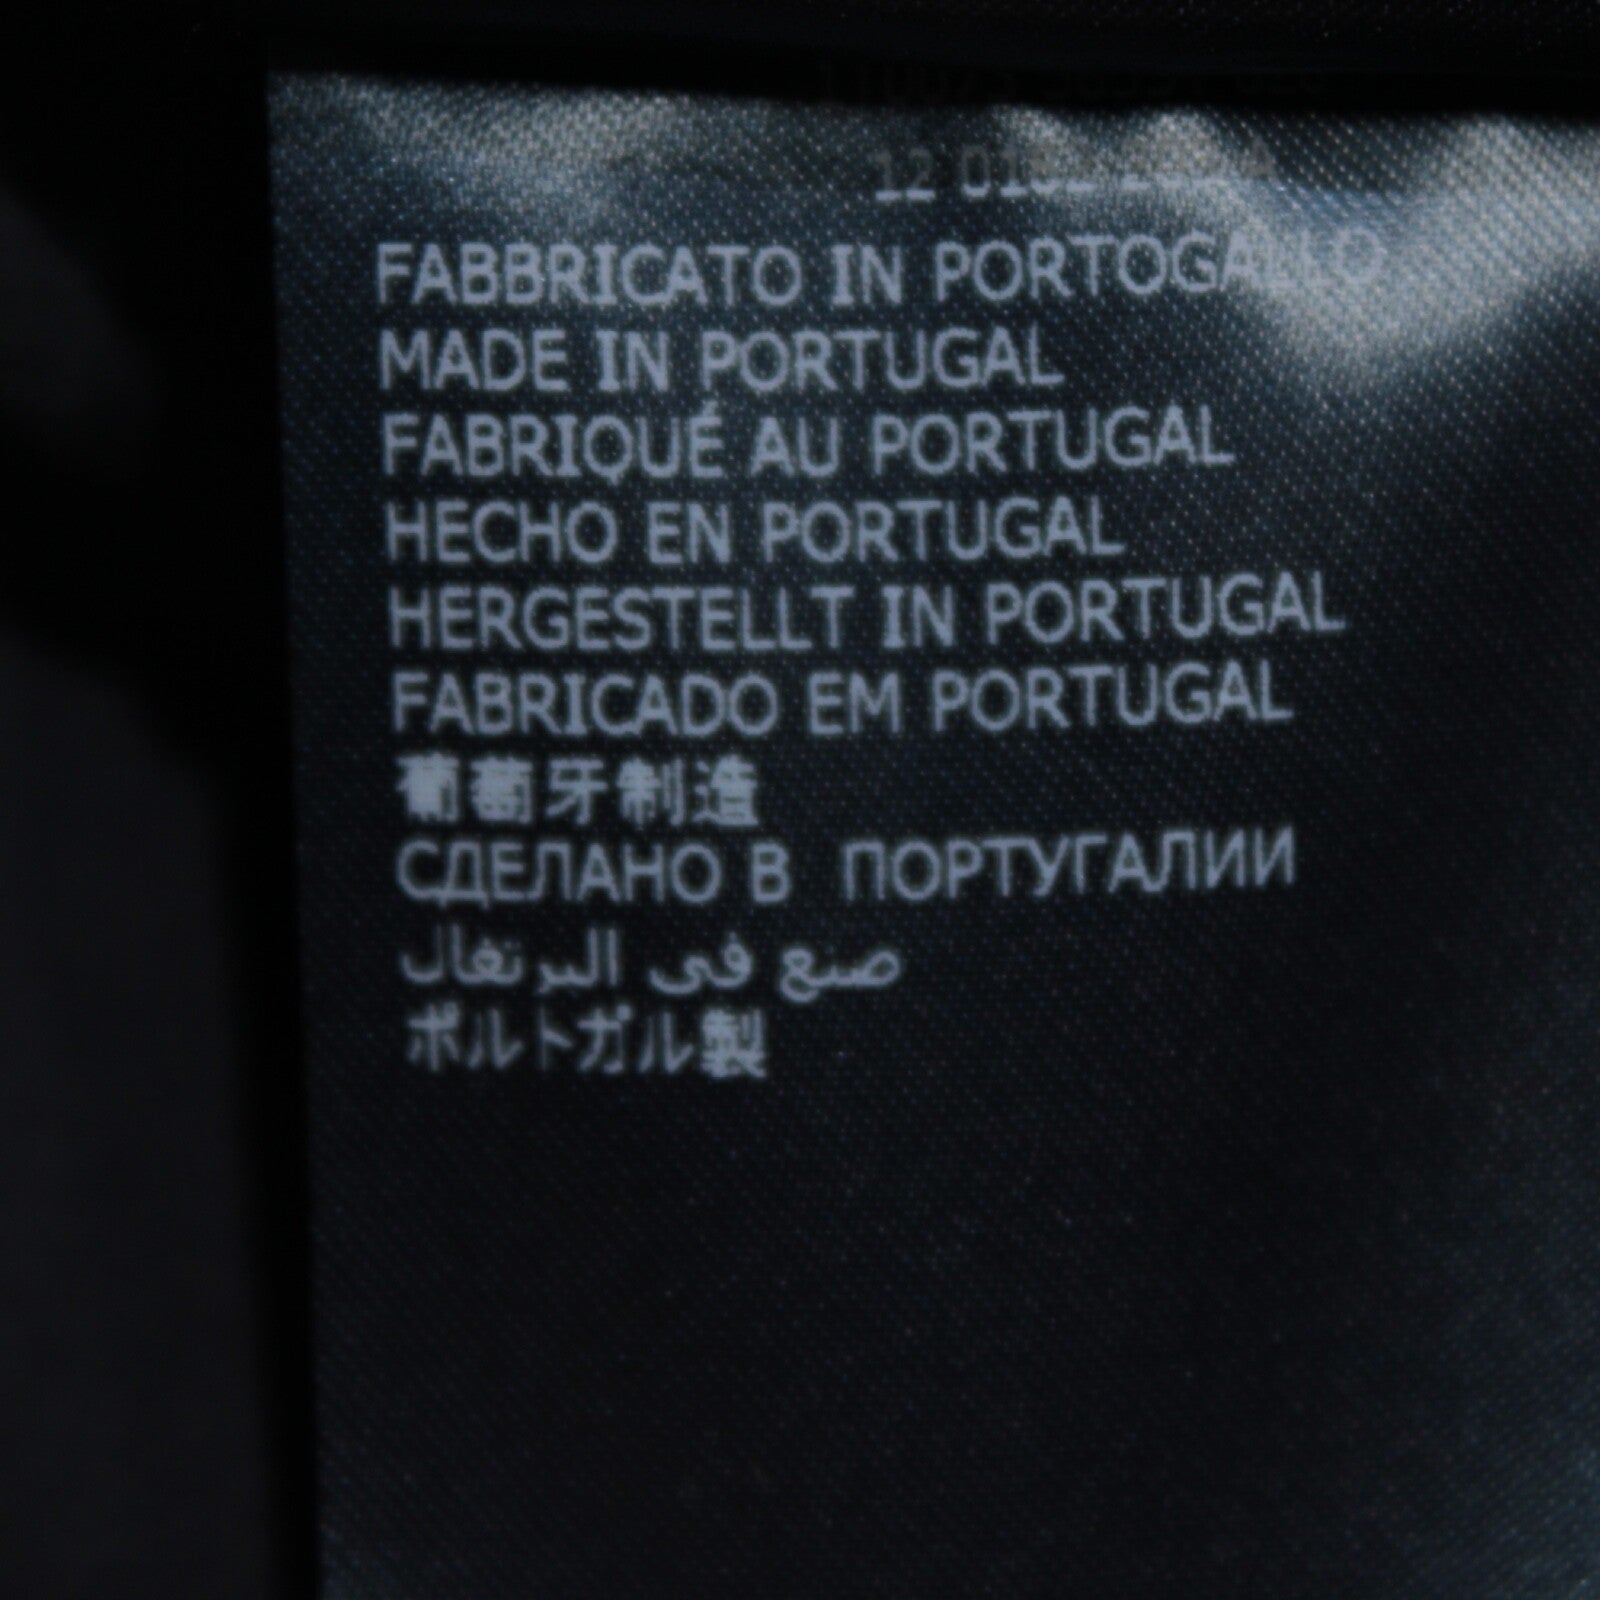 FABBRICATO IN PORTOGALLO
MADE IN PORTUGAL
FABRIQUÉ AU PORTUGAL
HECHO EN PORTUGAL
HERGESTELLT IN PORTUGAL
FABRICADO EM PORTUGAL
葡萄牙制造
СДЕЛАНО В ПОРТУГАЛИИ
صنع فى البرتغال
ポルトガル製